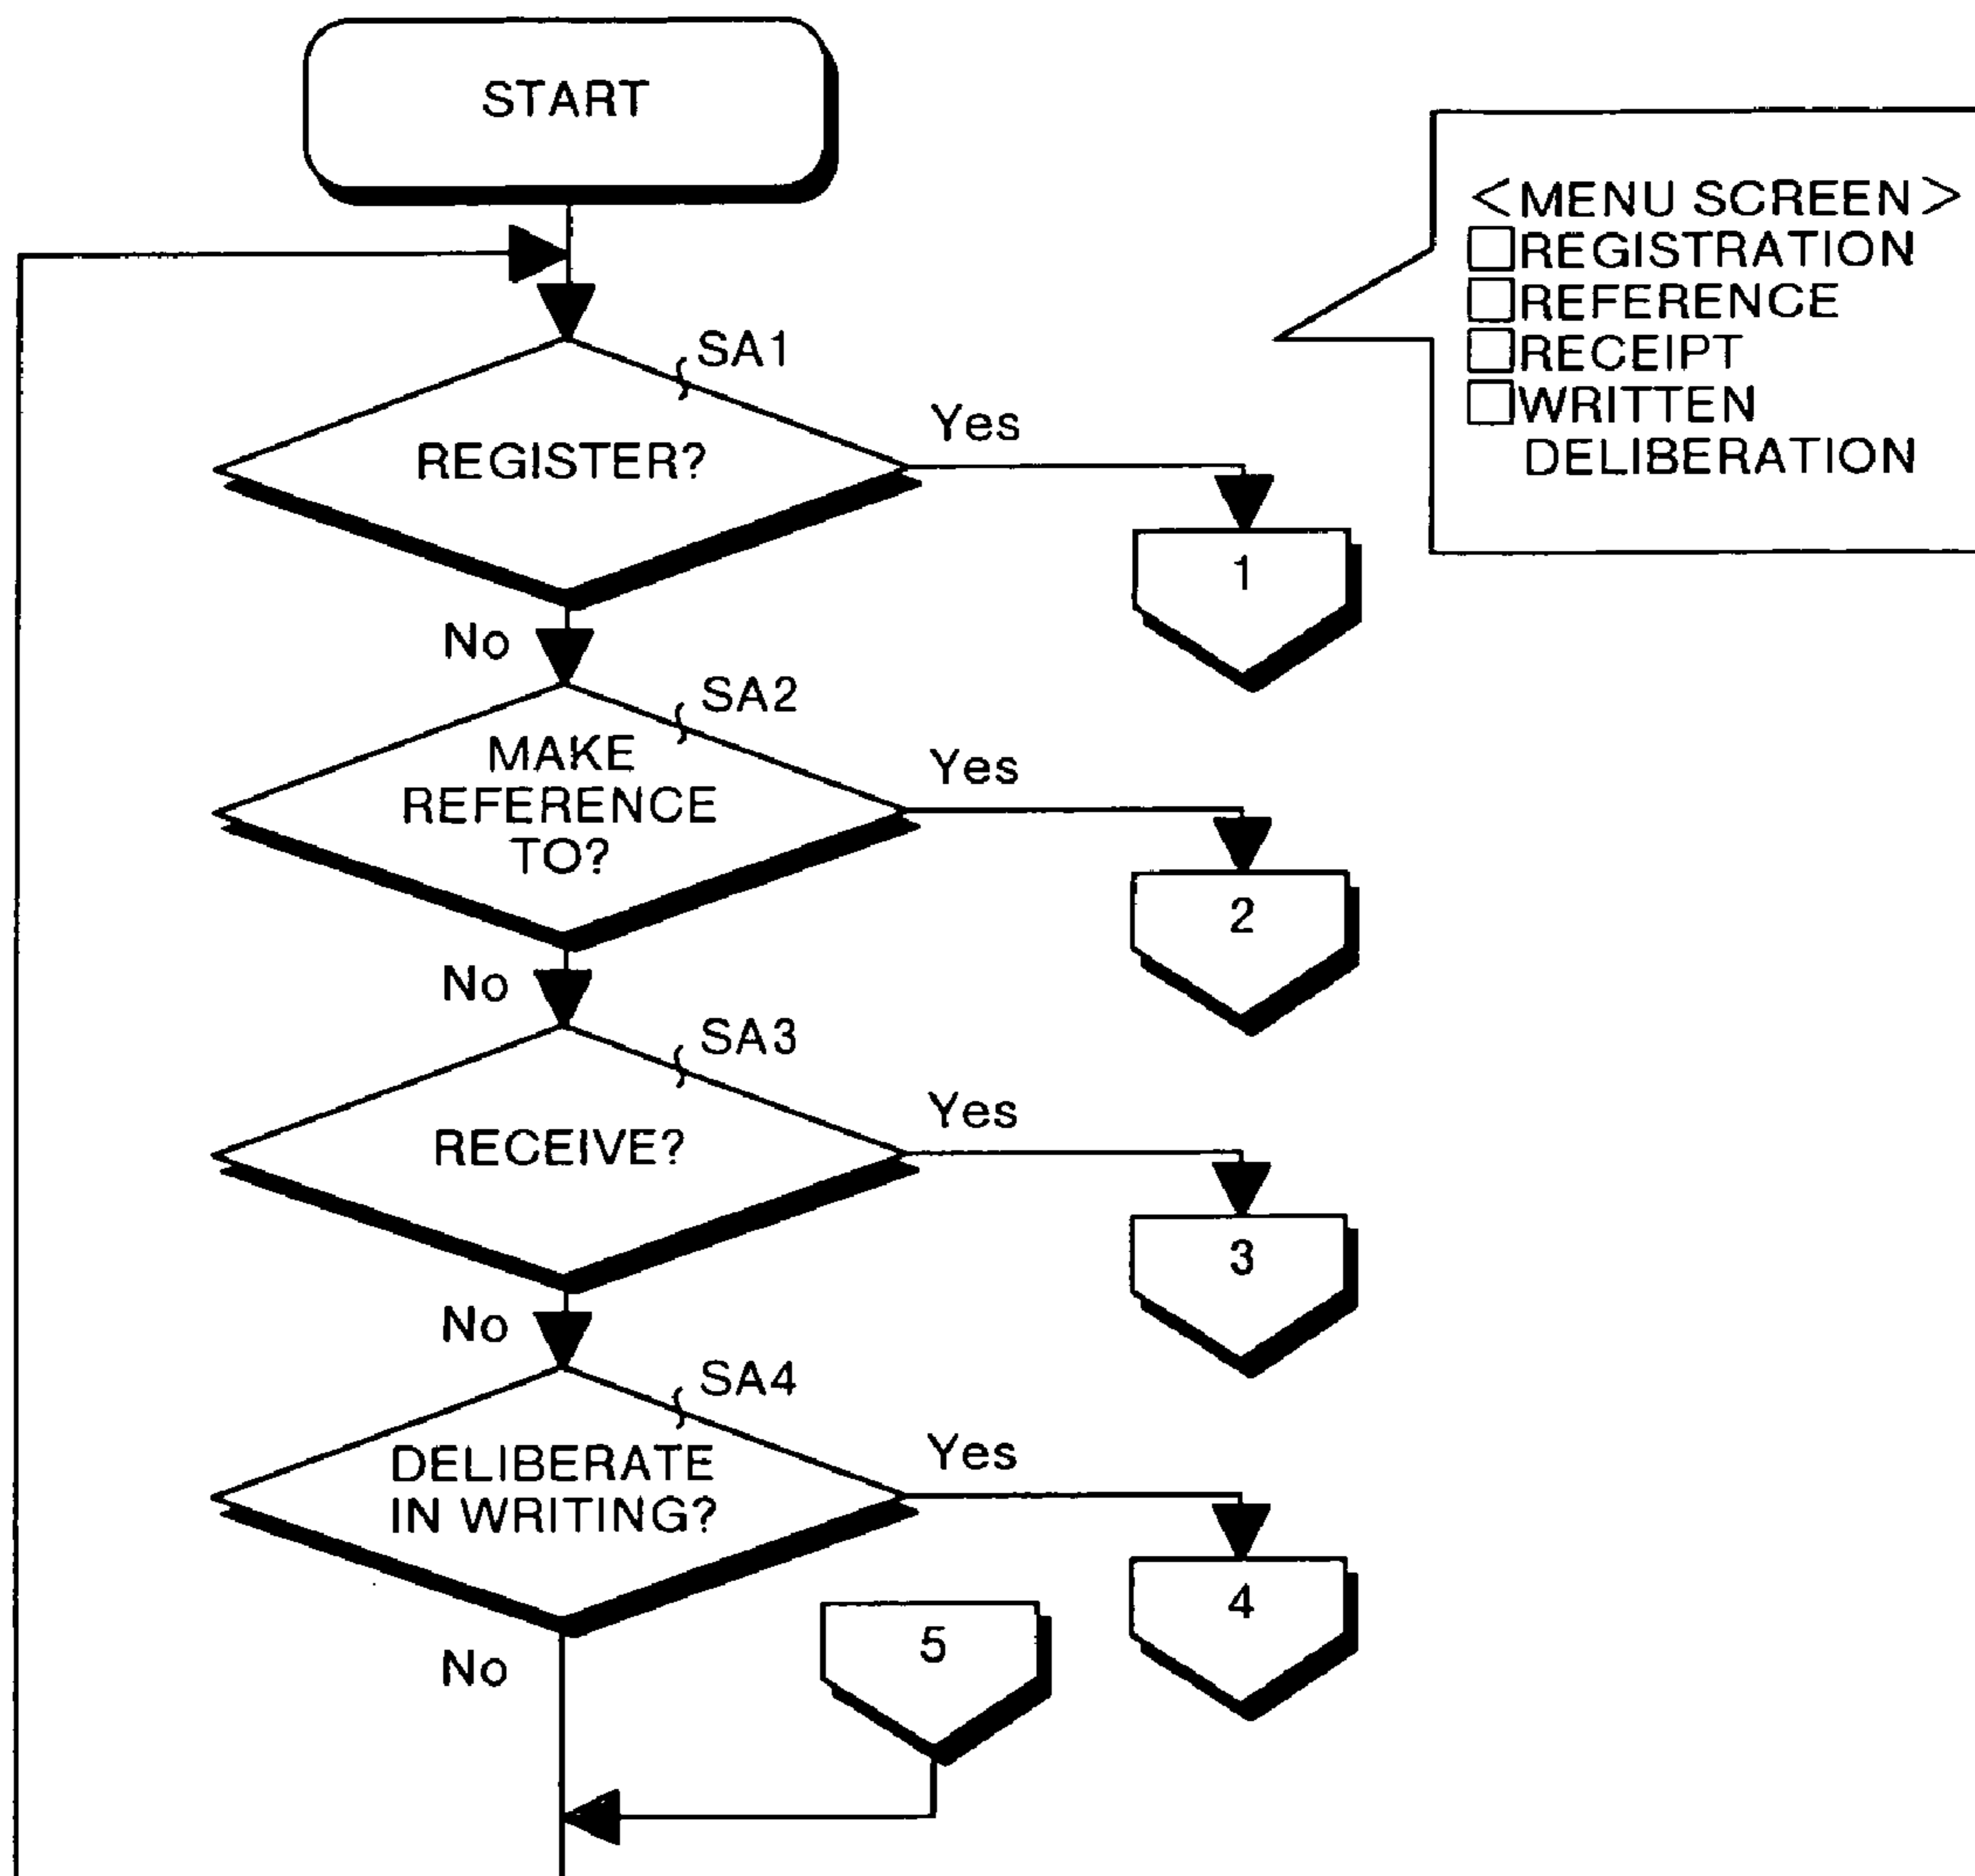 START
<MENU SCREEN>
REGISTRATION
REFERENCE
RECEIPT
WRITTEN
DELIBERATION
SA1
REGISTER?
Yes
1
No
SA2
MAKE
REFERENCE
TO?
Yes
2
No
SA3
RECEIVE?
Yes
3
No
SA4
DELIBERATE
IN WRITING?
Yes
4
No
5